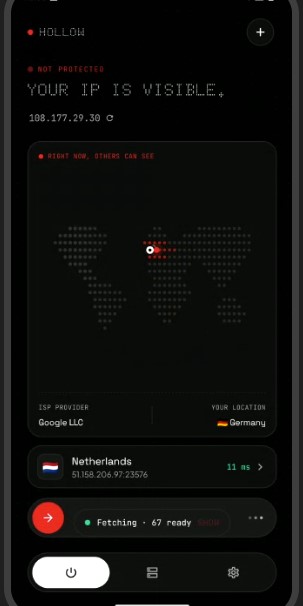 HOLLOW
NOT PROTECTED
YOUR IP IS VISIBLE.
108.177.29.30
RIGHT NOW, OTHERS CAN SEE
ISP PROVIDER
YOUR LOCATION
Google LLC
Germany
Netherlands
51.158.206.97:23576
11 ms
Fetching · 67 ready